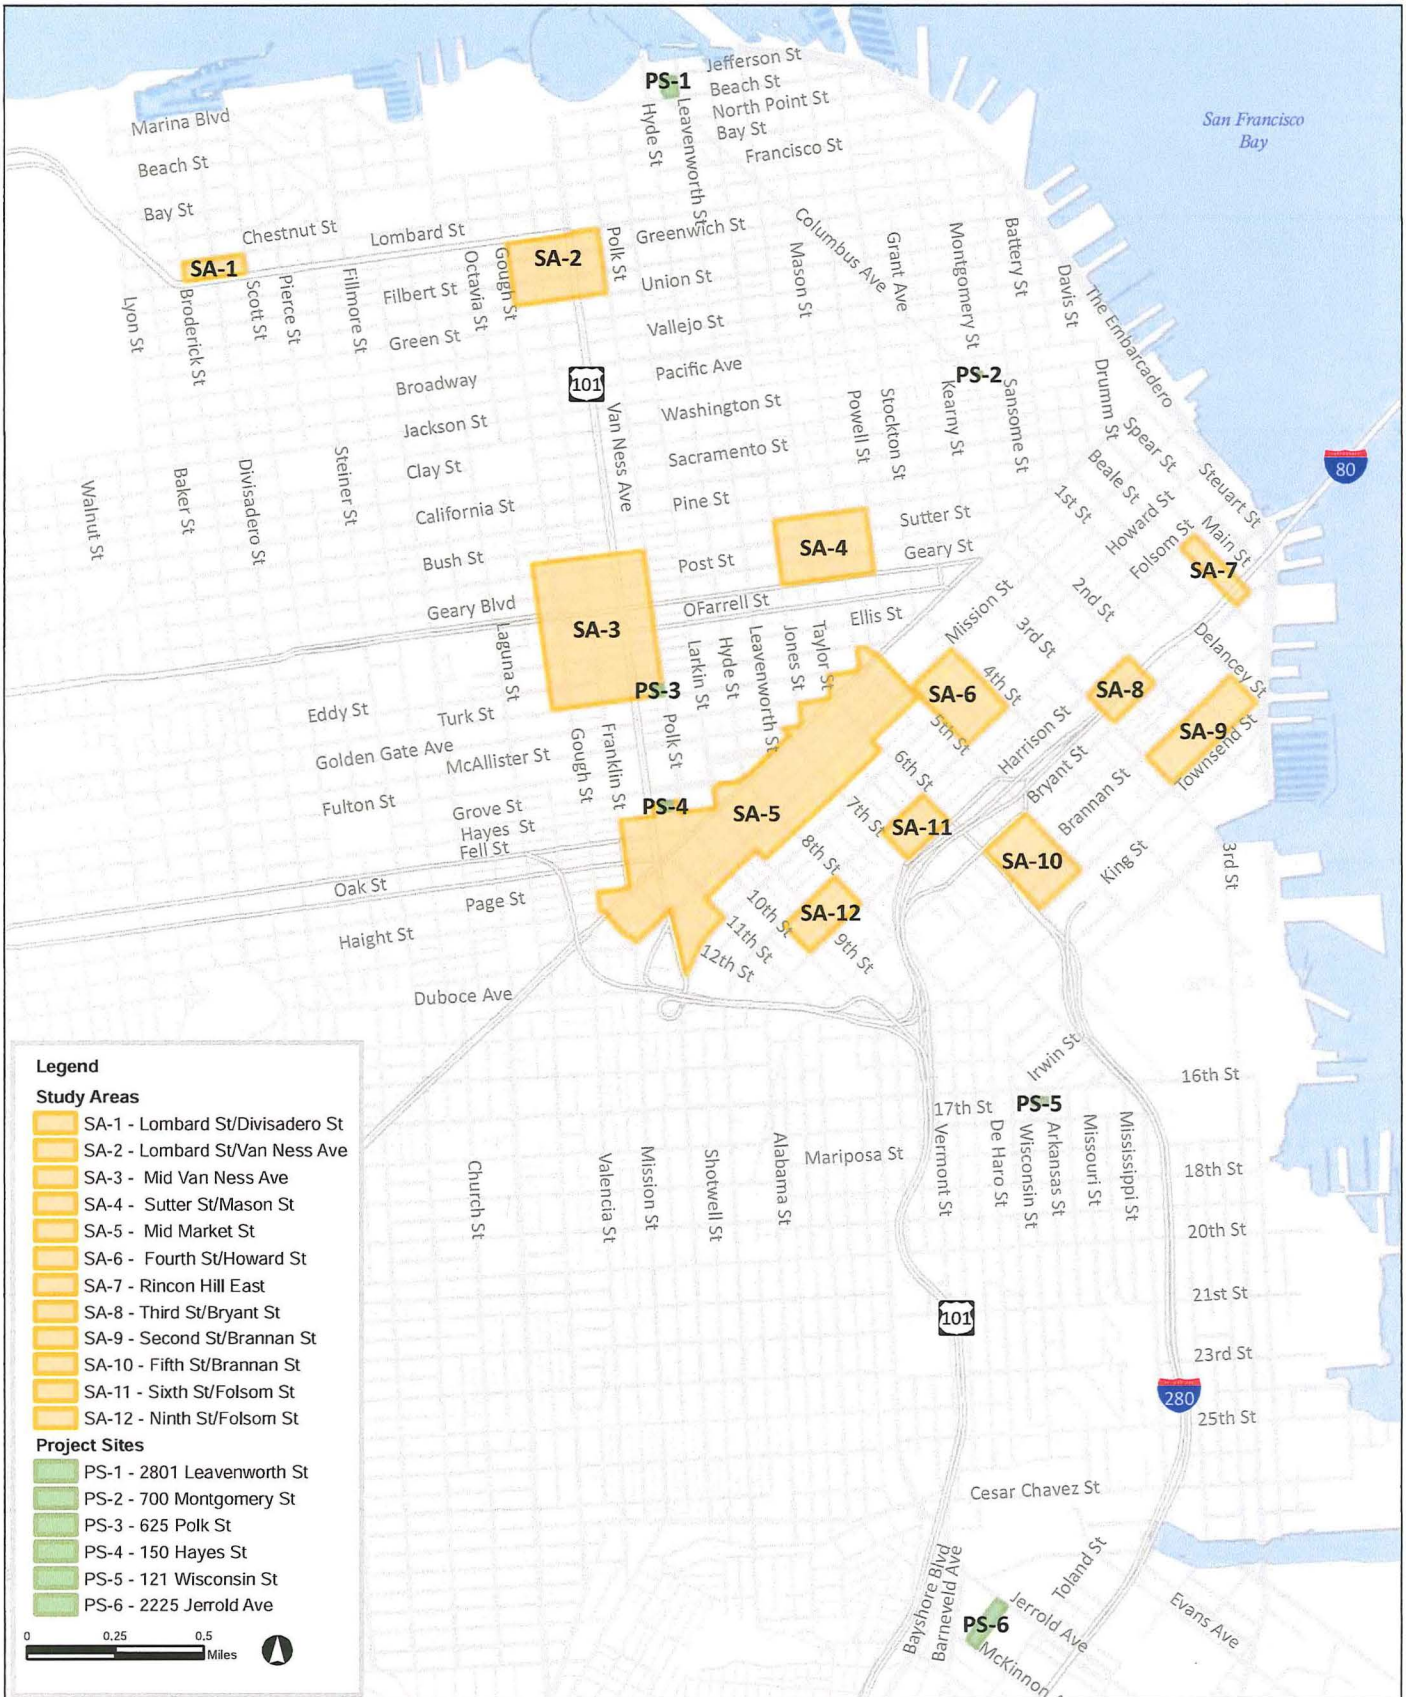 Jefferson St
PS-1
Beach St
North Point St
Marina Blvd
Bay St
San Francisco
Bay
Hyde St
Leavenworth St
Francisco St
Beach St
Bay St
Chestnut St
Lombard St
Polk St
Greenwich St
Columbus Ave
Grant Ave
Montgomery St
Battery St
SA-1
SA-2
Gough St
Octavia St
Mason St
Davis St
Union St
The Embarcadero
Lyon St
Broderick St
Scott St
Pierce St
Fillmore St
Filbert St
Vallejo St
Green St
Pacific Ave
PS-2
Drumm St
101
Broadway
Washington St
Powell St
Stockton St
Kearny St
Sansome St
Van Ness Ave
Jackson St
Spear St
Sacramento St
Clay St
Steiner St
Beale St
Steuart St
80
Walnut St
Baker St
Divisadero St
Pine St
1st St
Howard St
California St
Sutter St
Main St
Folsom St
SA-4
Bush St
Post St
Geary St
SA-7
Geary Blvd
OFarrell St
2nd St
Ellis St
Mission St
SA-3
Laguna St
Larkin St
Hyde St
Leavenworth St
Jones St
Taylor St
3rd St
Delancey St
PS-3
SA-6
4th St
SA-8
Eddy St
Turk St
Polk St
5th St
SA-9
Townsend St
Harrison St
Golden Gate Ave
McAllister St
Gough St
Franklin St
6th St
Bryant St
Fulton St
Grove St
PS-4
SA-5
7th St
Brannan St
Hayes St
SA-11
Fell St
8th St
SA-10
King St
3rd St
Oak St
Page St
10th St
SA-12
Haight St
11th St
9th St
12th St
Duboce Ave
Irwin St
16th St
17th St
PS-5
Church St
Valencia St
Mission St
Shotwell St
Alabama St
Mariposa St
Vermont St
De Haro St
Wisconsin St
Arkansas St
Missouri St
Mississippi St
18th St
20th St
21st St
101
23rd St
280
25th St
Cesar Chavez St
Bayshore Blvd
Barneveld Ave
Toland St
PS-6
Jerrold Ave
Evans Ave
McKinnon
Legend
Study Areas
SA-1 - Lombard St/Divisadero St
SA-2 - Lombard St/Van Ness Ave
SA-3 - Mid Van Ness Ave
SA-4 - Sutter St/Mason St
SA-5 - Mid Market St
SA-6 - Fourth St/Howard St
SA-7 - Rincon Hill East
SA-8 - Third St/Bryant St
SA-9 - Second St/Brannan St
SA-10 - Fifth St/Brannan St
SA-11 - Sixth St/Folsom St
SA-12 - Ninth St/Folsom St
Project Sites
PS-1 - 2801 Leavenworth St
PS-2 - 700 Montgomery St
PS-3 - 625 Polk St
PS-4 - 150 Hayes St
PS-5 - 121 Wisconsin St
PS-6 - 2225 Jerrold Ave
0 0.25 0.5
Miles